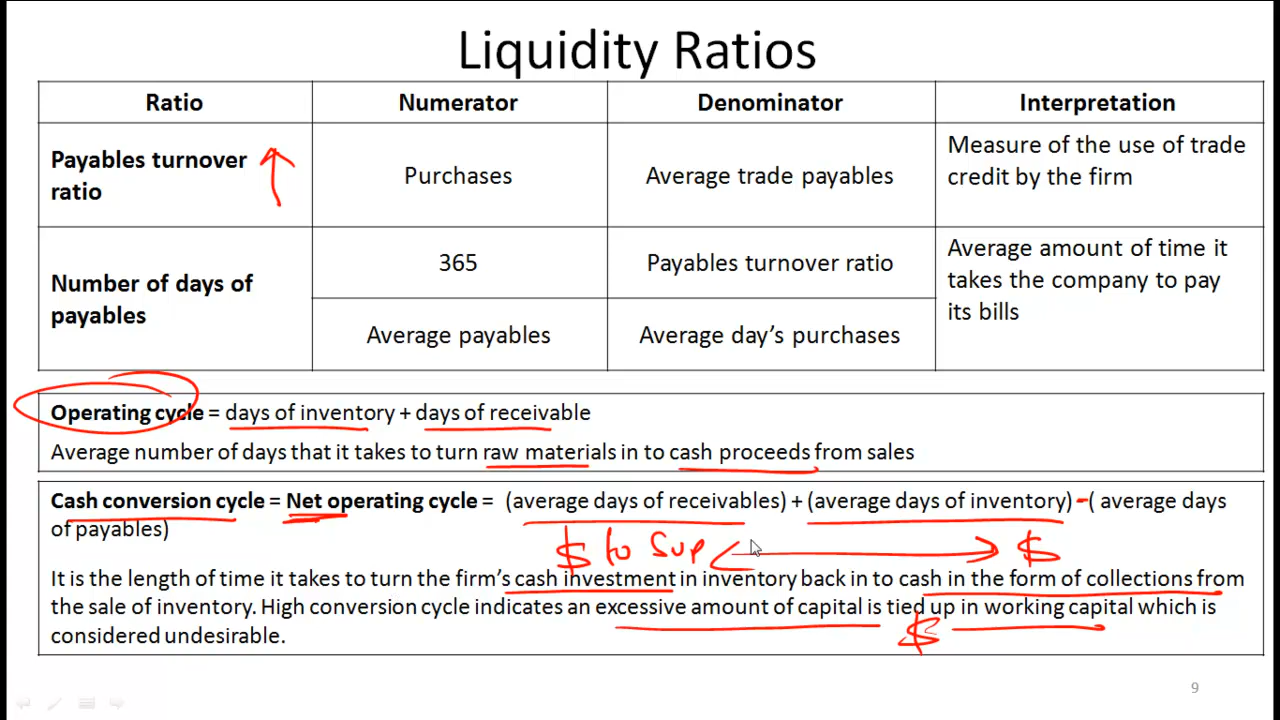 Liquidity Ratios
Ratio Numerator Denominator Interpretation
Payables turnover
ratio
Purchases
Average trade payables
Measure of the use of trade
credit by the firm
Number of days of
payables
365
Payables turnover ratio
Average payables
Average day's purchases
Average amount of time it
takes the company to pay
its bills
Operating cycle = days of inventory + days of receivable
Average number of days that it takes to turn raw materials in to cash proceeds from sales
Cash conversion cycle = Net operating cycle = (average days of receivables) + (average days of inventory) -( average days
of payables)
$ to Sup $
It is the length of time it takes to turn the firm's cash investment in inventory back in to cash in the form of collections from
the sale of inventory. High conversion cycle indicates an excessive amount of capital is tied up in working capital which is
considered undesirable.
$
9